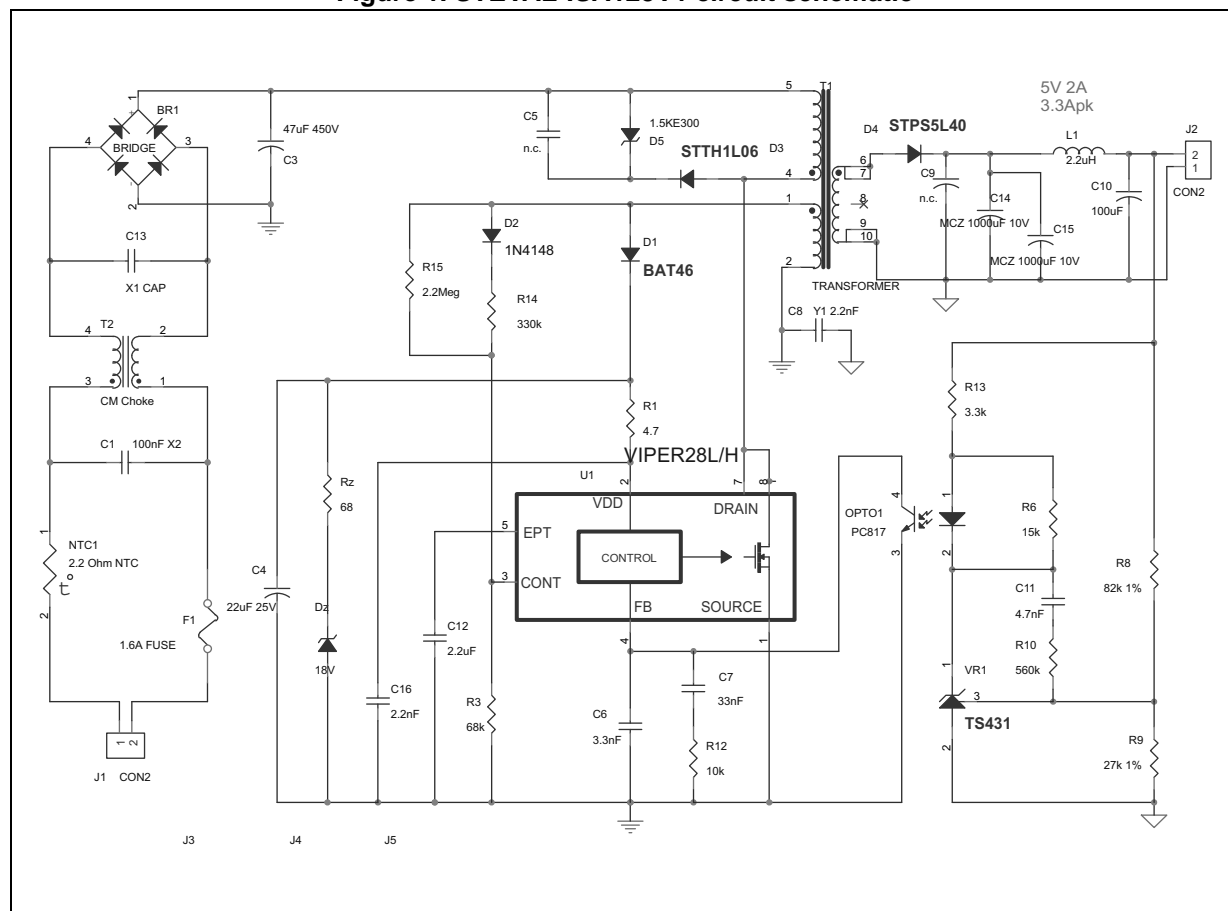 5V 2A
3.3Apk
BR1
BRIDGE
1
4
3
2
+
-
47uF 450V
C3
C5
n.c.
1.5KE300
D5
STTH1L06
D3
5
T1
4
1
2
TRANSFORMER
6
7
8
9
10
D4
STPS5L40
L1
2.2uH
J2
2
1
CON2
C9
n.c.
C14
MCZ 1000uF 10V
C15
MCZ 1000uF 10V
C10
100uF
C13
X1 CAP
T2
4
2
3
1
CM Choke
C1
100nF X2
D2
1N4148
D1
BAT46
R15
2.2Meg
R14
330k
C8
Y1 2.2nF
R1
4.7
VIPER28L/H
U1
2
7
8
VDD
DRAIN
5
EPT
3
CONT
CONTROL
FB
SOURCE
4
1
R13
3.3k
Rz
68
NTC1
2.2 Ohm NTC
1
2
t°
C4
22uF 25V
Dz
18V
F1
1.6A FUSE
C12
2.2uF
C16
2.2nF
R3
68k
C6
3.3nF
C7
33nF
R12
10k
OPTO1
PC817
4
3
1
2
R6
15k
C11
4.7nF
R10
560k
R8
82k 1%
VR1
1
3
2
TS431
R9
27k 1%
1
2
J1
CON2
J3
J4
J5